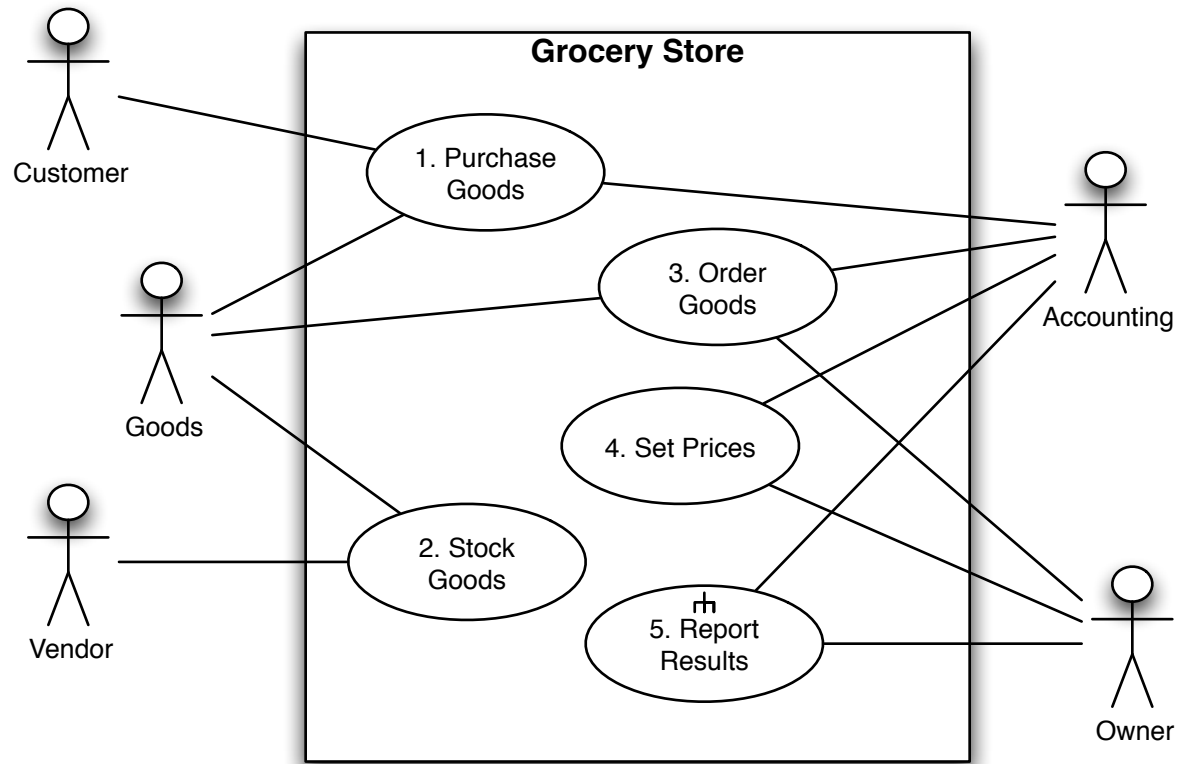 Grocery Store
Customer
1. Purchase
Goods
3. Order
Goods
Accounting
Goods
4. Set Prices
2. Stock
Goods
Vendor
5. Report
Results
Owner